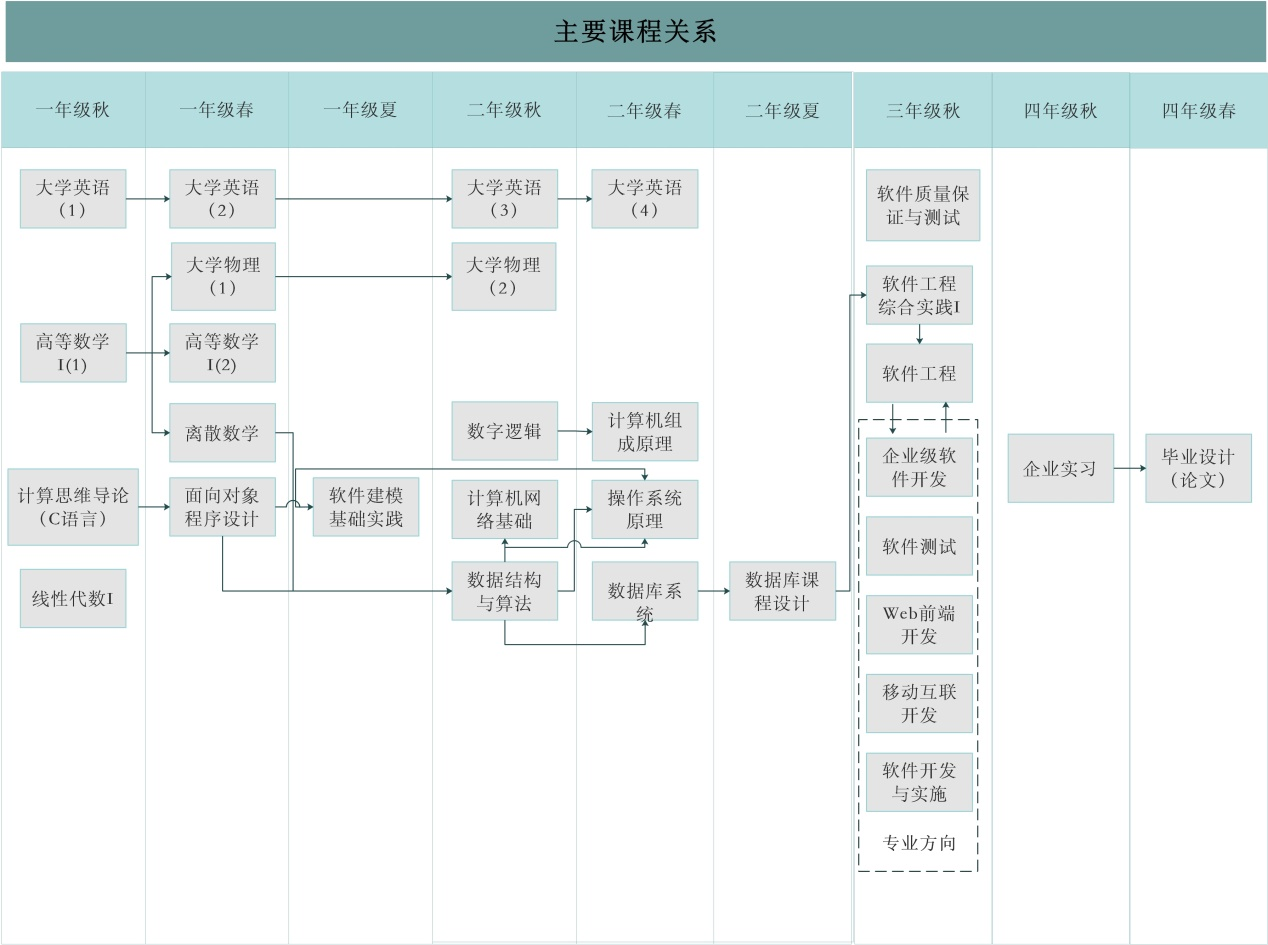 主要课程关系
一年级秋
一年级春
一年级夏
二年级秋
二年级春
二年级夏
三年级秋
四年级秋
四年级春
大学英语
（1）
大学英语
（2）
大学英语
（3）
大学英语
（4）
软件质量保
证与测试
大学物理
（1）
大学物理
（2）
软件工程
综合实践I
高等数学
I(1)
高等数学
I(2)
软件工程
离散数学
数字逻辑
计算机组
成原理
企业级软
件开发
企业实习
毕业设计
（论文）
计算思维导论
（C语言）
面向对象
程序设计
软件建模
基础实践
计算机网
络基础
操作系统
原理
软件测试
线性代数I
数据结构
与算法
数据库系
统
数据库课
程设计
Web前端
开发
移动互联
开发
软件开发
与实施
专业方向